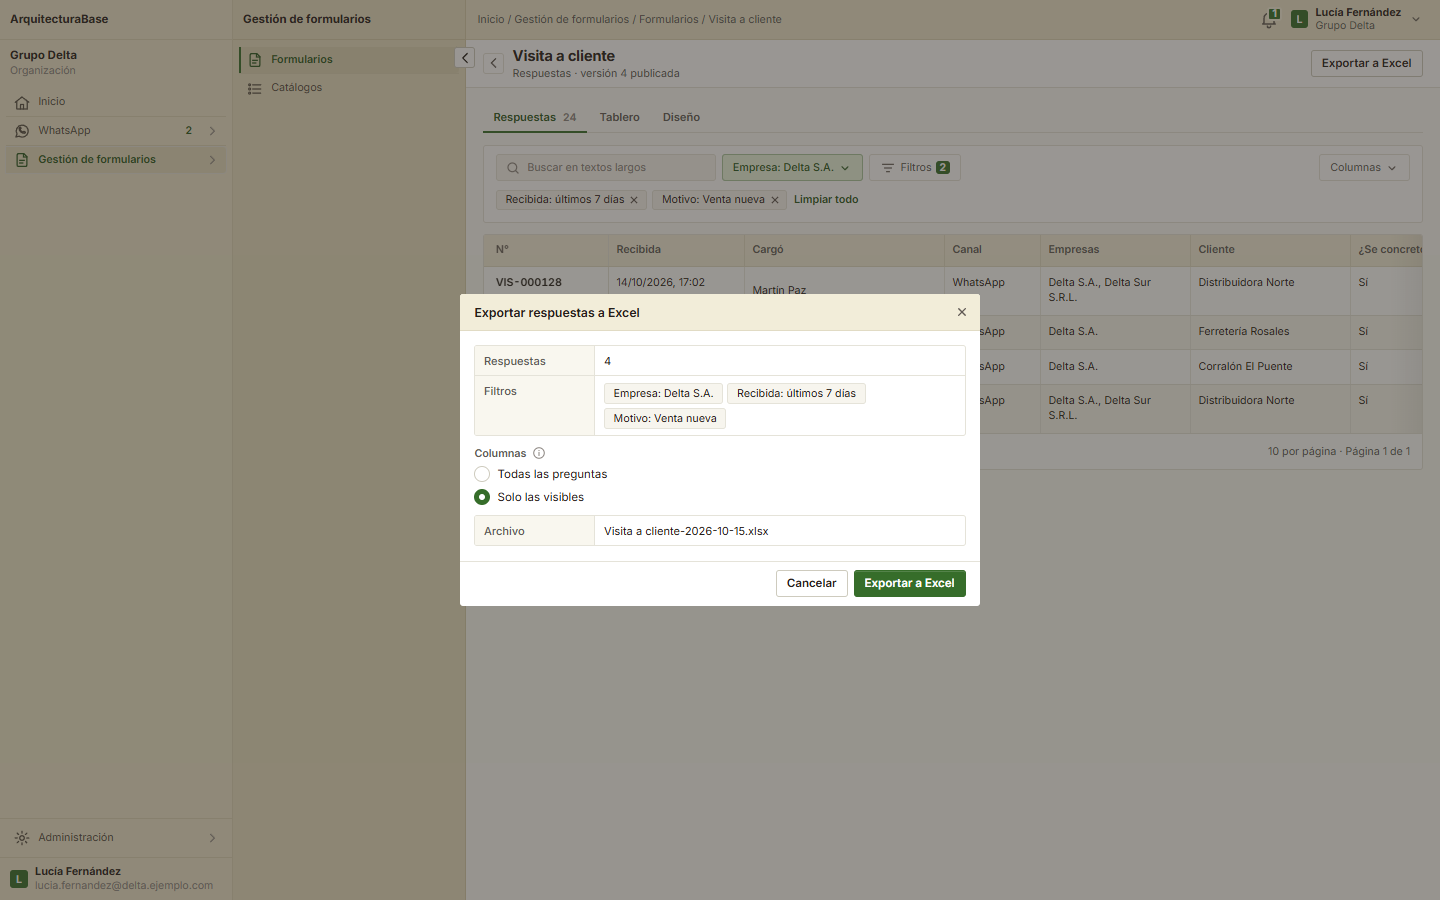 ArquitecturaBase
Grupo Delta
Organización
Inicio
WhatsApp 2
Gestión de formularios
Administración
L
Lucía Fernández
lucia.fernandez@delta.ejemplo.com
Gestión de formularios
Formularios
Catálogos
Inicio / Gestión de formularios / Formularios / Visita a cliente
1
L
Lucía Fernández
Grupo Delta
Visita a cliente
Respuestas · versión 4 publicada
Exportar a Excel
Respuestas 24 Tablero Diseño
Buscar en textos largos Empresa: Delta S.A. Filtros 2 Columnas
Recibida: últimos 7 días Motivo: Venta nueva Limpiar todo
Nº Recibida Cargó Canal Empresas Cliente ¿Se concret
VIS-000128 14/10/2026, 17:02 Martín Paz WhatsApp Delta S.A., Delta Sur Distribuidora Norte Sí
S.R.L.
sApp Delta S.A. Ferretería Rosales Sí
sApp Delta S.A. Corralón El Puente Sí
sApp Delta S.A., Delta Sur Distribuidora Norte Sí
S.R.L.
10 por página · Página 1 de 1
Exportar respuestas a Excel
Respuestas 4
Filtros Empresa: Delta S.A. Recibida: últimos 7 días
Motivo: Venta nueva
Columnas
Todas las preguntas
Solo las visibles
Archivo Visita a cliente-2026-10-15.xlsx
Cancelar Exportar a Excel